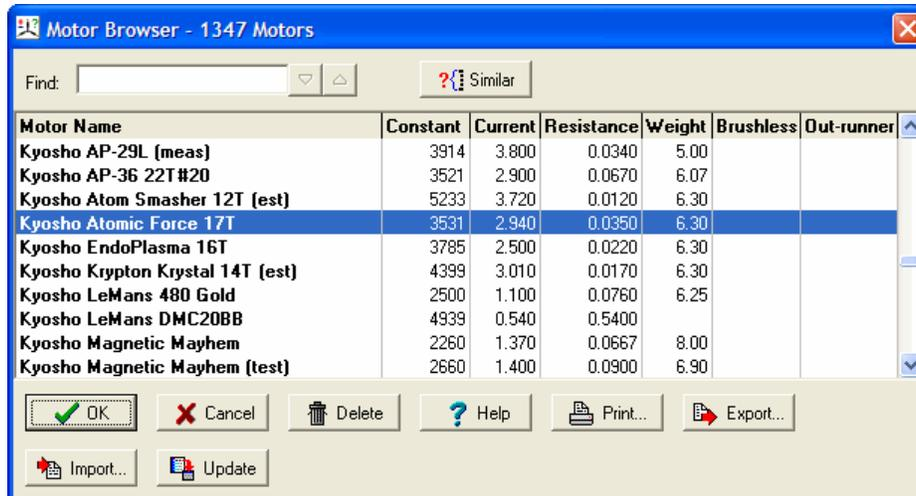 Motor Browser - 1347 Motors
Find: ?{ Similar
Motor Name Constant Current Resistance Weight Brushless Out-runner
Kyosho AP-29L (meas) 3914 3.800 0.0340 5.00
Kyosho AP-36 22T#20 3521 2.900 0.0670 6.07
Kyosho Atom Smasher 12T (est) 5233 3.720 0.0120 6.30
Kyosho Atomic Force 17T 3531 2.940 0.0350 6.30
Kyosho EndoPlasma 16T 3785 2.500 0.0220 6.30
Kyosho Krypton Krystal 14T (est) 4399 3.010 0.0170 6.30
Kyosho LeMans 480 Gold 2500 1.100 0.0760 6.25
Kyosho LeMans DMC20BB 4939 0.540 0.5400
Kyosho Magnetic Mayhem 2260 1.370 0.0667 8.00
Kyosho Magnetic Mayhem (test) 2660 1.400 0.0900 6.90
OK Cancel Delete ? Help Print... Export...
Import... Update